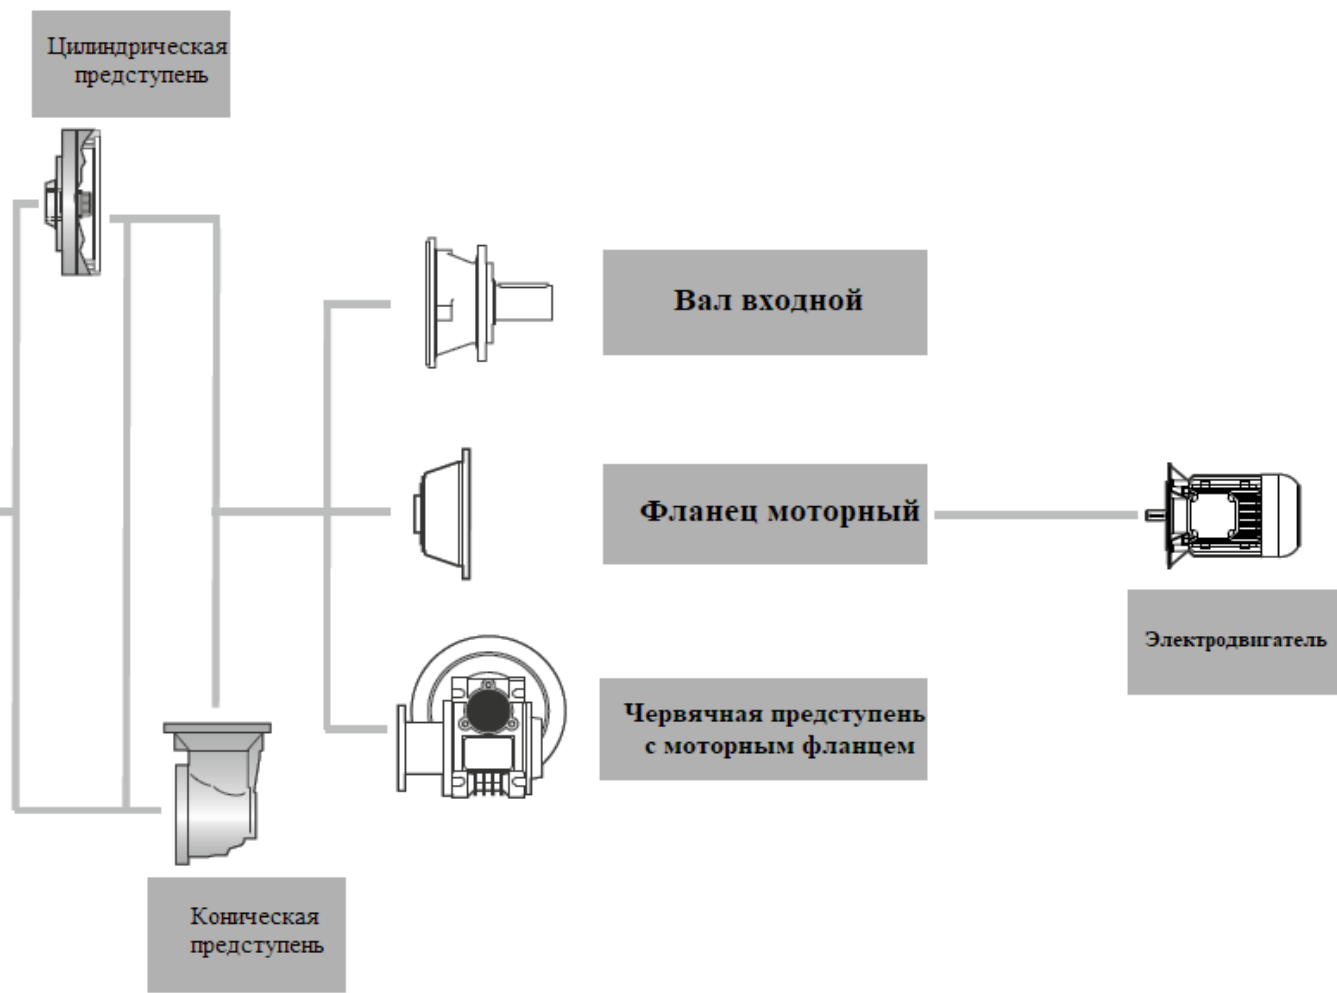 Цилиндрическая
предступень
Вал входной
Фланец моторный
Электродвигатель
Червячная предступень
с моторным фланцем
Коническая
предступень